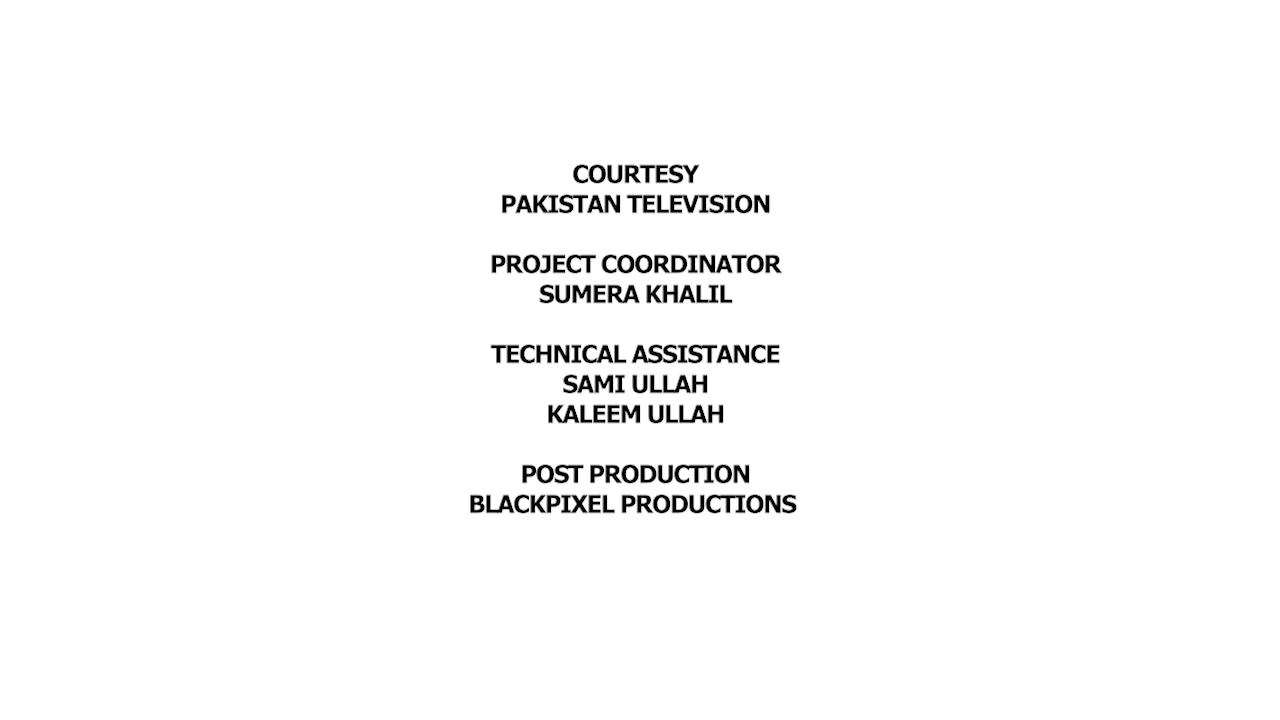 COURTESY
PAKISTAN TELEVISION
PROJECT COORDINATOR
SUMERA KHALIL
TECHNICAL ASSISTANCE
SAMI ULLAH
KALEEM ULLAH
POST PRODUCTION
BLACKPIXEL PRODUCTIONS